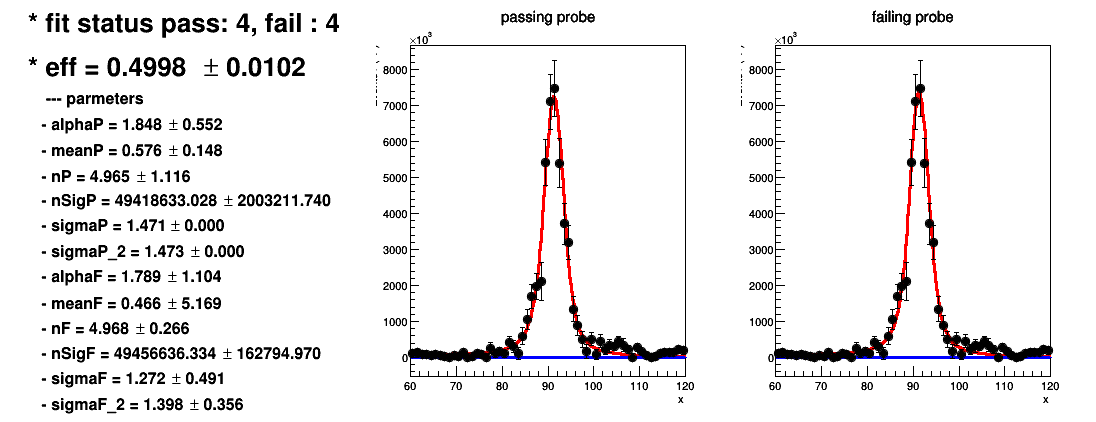 * fit status pass: 4, fail : 4
* eff = 0.4998 ± 0.0102
--- parmeters
- alphaP = 1.848 ± 0.552
- meanP = 0.576 ± 0.148
- nP = 4.965 ± 1.116
- nSigP = 49418633.028 ± 2003211.740
- sigmaP = 1.471 ± 0.000
- sigmaP_2 = 1.473 ± 0.000
- alphaF = 1.789 ± 1.104
- meanF = 0.466 ± 5.169
- nF = 4.968 ± 0.266
- nSigF = 49456636.334 ± 162794.970
- sigmaF = 1.272 ± 0.491
- sigmaF_2 = 1.398 ± 0.356
passing probe
×10³
8000
7000
6000
5000
4000
3000
2000
1000
0
60 70 80 90 100 110 120
x
failing probe
×10³
8000
7000
6000
5000
4000
3000
2000
1000
0
60 70 80 90 100 110 120
x